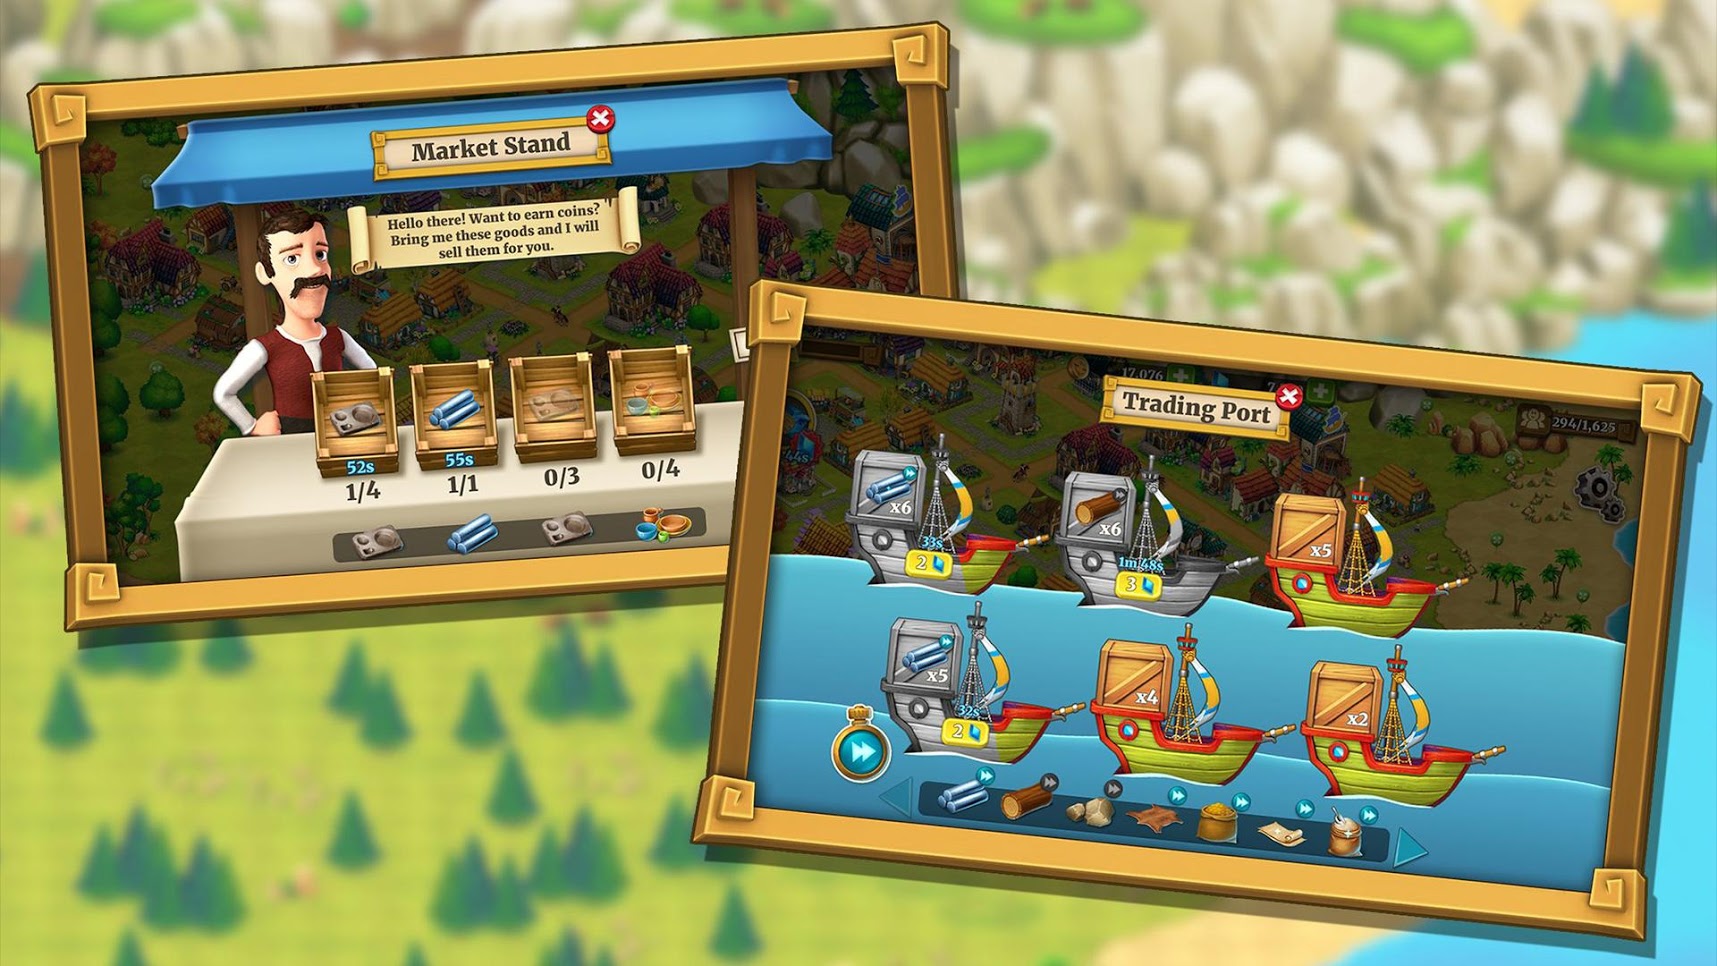 Market Stand
Hello there! Want to earn coins?
Bring me these goods and I will
sell them for you.
52s
55s
1/4
1/1
0/3
0/4
17,076
Trading Port
294/1,625
44s
x6
33s
2
x6
1m 48s
3
x5
x5
32s
2
x4
x2